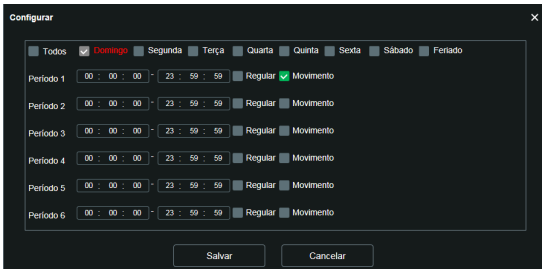 Configurar ×
Todos Domingo Segunda Terça Quarta Quinta Sexta Sábado Feriado
Período 1 00 : 00 : 00 - 23 : 59 : 59 Regular Movimento
Período 2 00 : 00 : 00 - 23 : 59 : 59 Regular Movimento
Período 3 00 : 00 : 00 - 23 : 59 : 59 Regular Movimento
Período 4 00 : 00 : 00 - 23 : 59 : 59 Regular Movimento
Período 5 00 : 00 : 00 - 23 : 59 : 59 Regular Movimento
Período 6 00 : 00 : 00 - 23 : 59 : 59 Regular Movimento
Salvar Cancelar